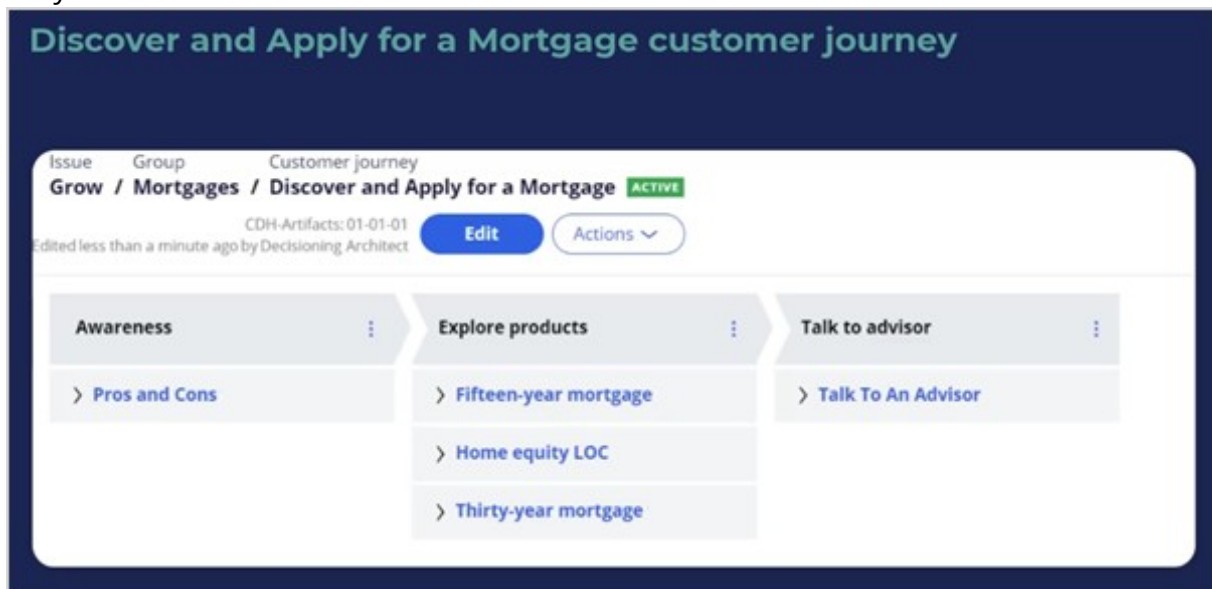 Discover and Apply for a Mortgage customer journey
Issue Group Customer journey
Grow / Mortgages / Discover and Apply for a Mortgage ACTIVE
CDH-Artifacts: 01-01-01
Edited less than a minute ago by Decisioning Architect
Edit Actions
Awareness Explore products Talk to advisor
Pros and Cons Fifteen-year mortgage Talk To An Advisor
Home equity LOC
Thirty-year mortgage